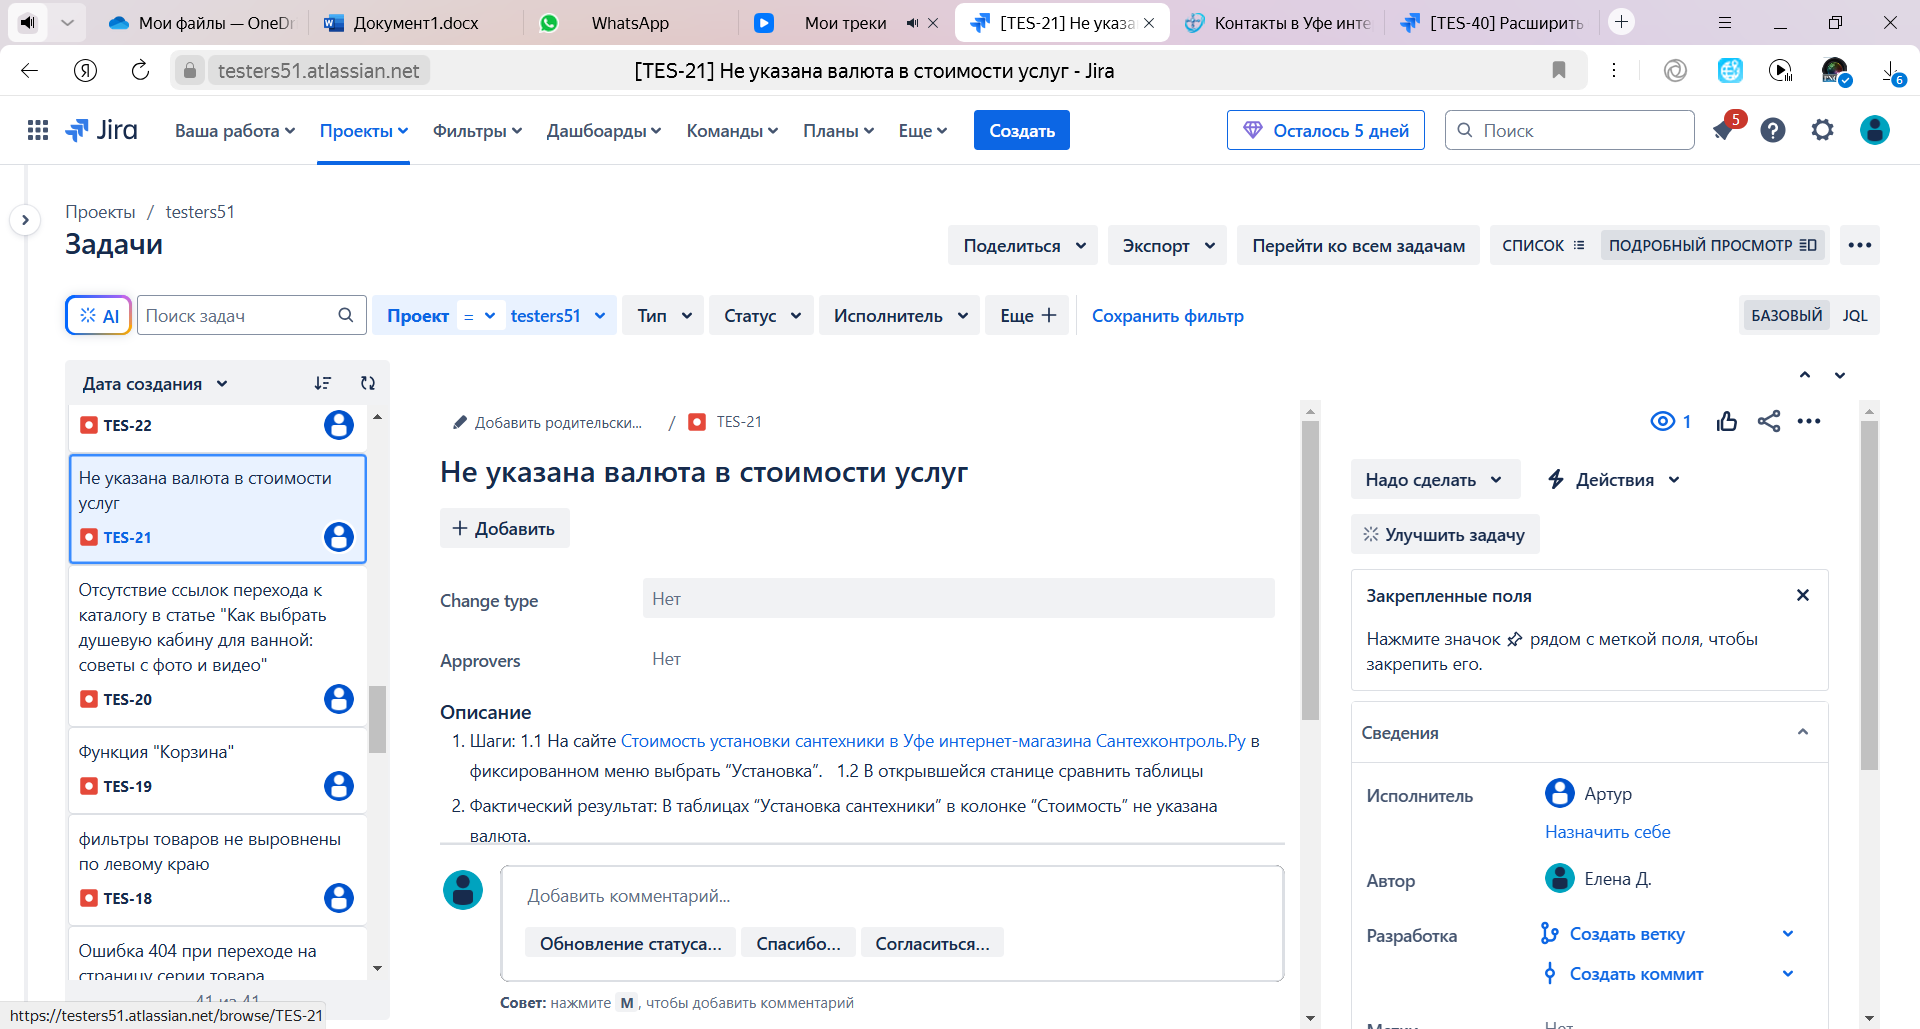 Мои файлы — OneDr
Документ1.docx
WhatsApp
Мои треки
[TES-21] Не указа
Контакты в Уфе инте
[TES-40] Расширить
testers51.atlassian.net
[TES-21] Не указана валюта в стоимости услуг - Jira
6
Jira
Ваша работа
Проекты
Фильтры
Дашборды
Команды
Планы
Еще
Создать
Осталось 5 дней
Поиск
5
Проекты / testers51
Задачи
Поделиться
Экспорт
Перейти ко всем задачам
СПИСОК
ПОДРОБНЫЙ ПРОСМОТР
AI
Поиск задач
Проект = testers51
Тип
Статус
Исполнитель
Еще +
Сохранить фильтр
БАЗОВЫЙ
JQL
Дата создания
TES-22
Не указана валюта в стоимости
услуг
TES-21
Отсутствие ссылок перехода к
каталогу в статье "Как выбрать
душевую кабину для ванной:
советы с фото и видео"
TES-20
Функция "Корзина"
TES-19
фильтры товаров не выровнены
по левому краю
TES-18
Ошибка 404 при переходе на
страницу серии товара
41 из 41
https://testers51.atlassian.net/browse/TES-21
Добавить родительски... / TES-21
Не указана валюта в стоимости услуг
+ Добавить
Change type
Нет
Approvers
Нет
Описание
1. Шаги: 1.1 На сайте Стоимость установки сантехники в Уфе интернет-магазина Сантехконтроль.Ру в
фиксированном меню выбрать “Установка”. 1.2 В открывшейся станице сравнить таблицы
2. Фактический результат: В таблицах “Установка сантехники” в колонке “Стоимость” не указана
валюта.
Добавить комментарий...
Обновление статуса...
Спасибо...
Согласиться...
Совет: нажмите M , чтобы добавить комментарий
1
Надо сделать
Действия
Улучшить задачу
Закрепленные поля
Нажмите значок рядом с меткой поля, чтобы
закрепить его.
Сведения
Исполнитель
Артур
Назначить себе
Автор
Елена Д.
Разработка
Создать ветку
Создать коммит
Метки
Нет